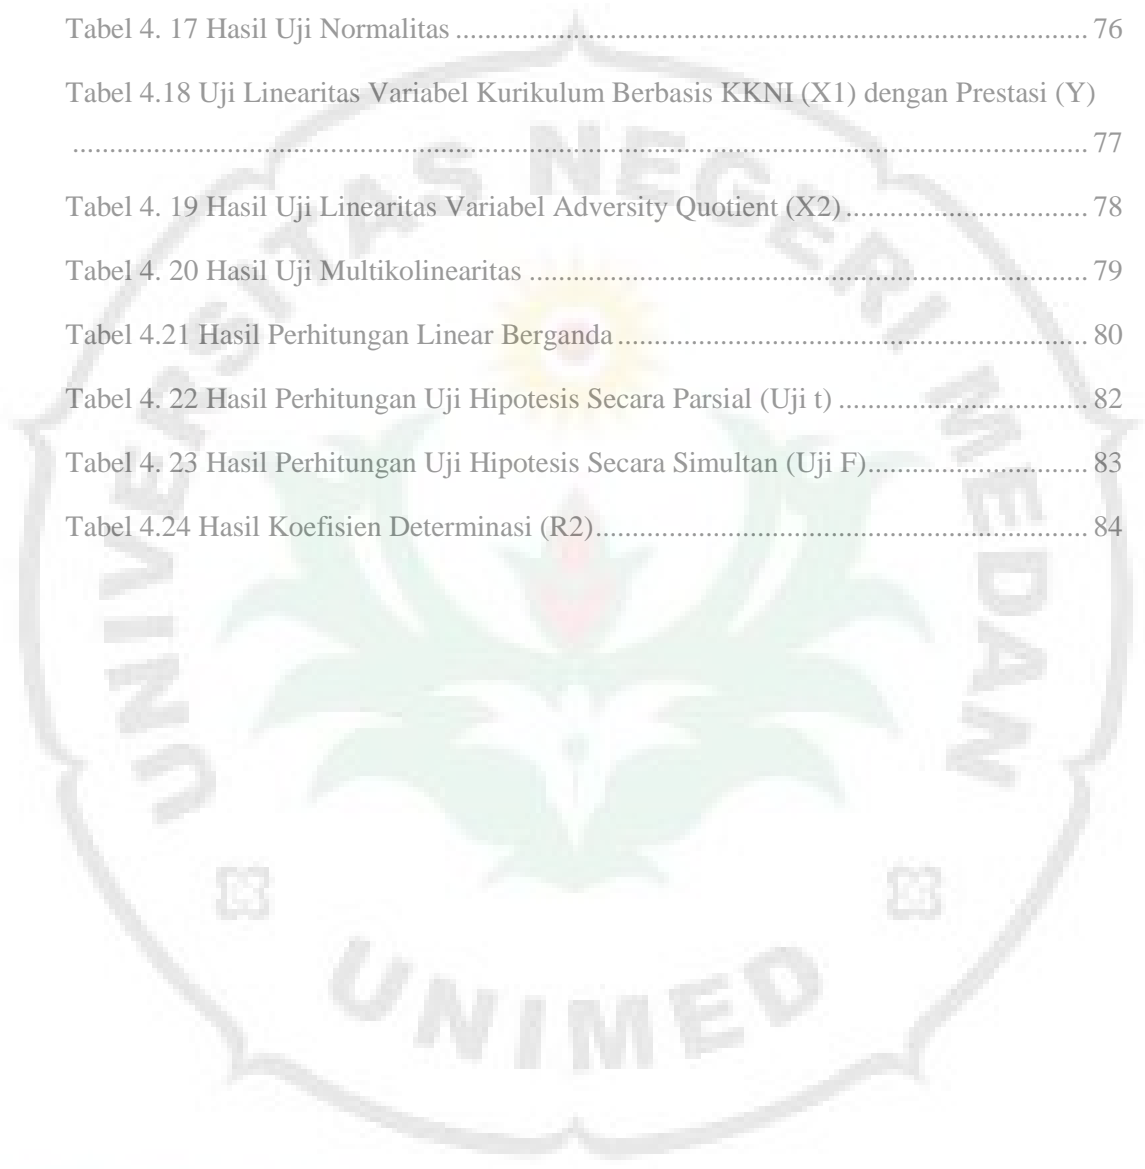 Tabel 4. 17 Hasil Uji Normalitas ...................................................................................... 76
Tabel 4.18 Uji Linearitas Variabel Kurikulum Berbasis KKNI (X1) dengan Prestasi (Y)
.......................................................................................................................................... 77
Tabel 4. 19 Hasil Uji Linearitas Variabel Adversity Quotient (X2) ................................. 78
Tabel 4. 20 Hasil Uji Multikolinearitas ............................................................................ 79
Tabel 4.21 Hasil Perhitungan Linear Berganda ................................................................ 80
Tabel 4. 22 Hasil Perhitungan Uji Hipotesis Secara Parsial (Uji t) .................................. 82
Tabel 4. 23 Hasil Perhitungan Uji Hipotesis Secara Simultan (Uji F).............................. 83
Tabel 4.24 Hasil Koefisien Determinasi (R2)................................................................... 84
UNIVERSITAS NEGERI MEDAN
UNIMED